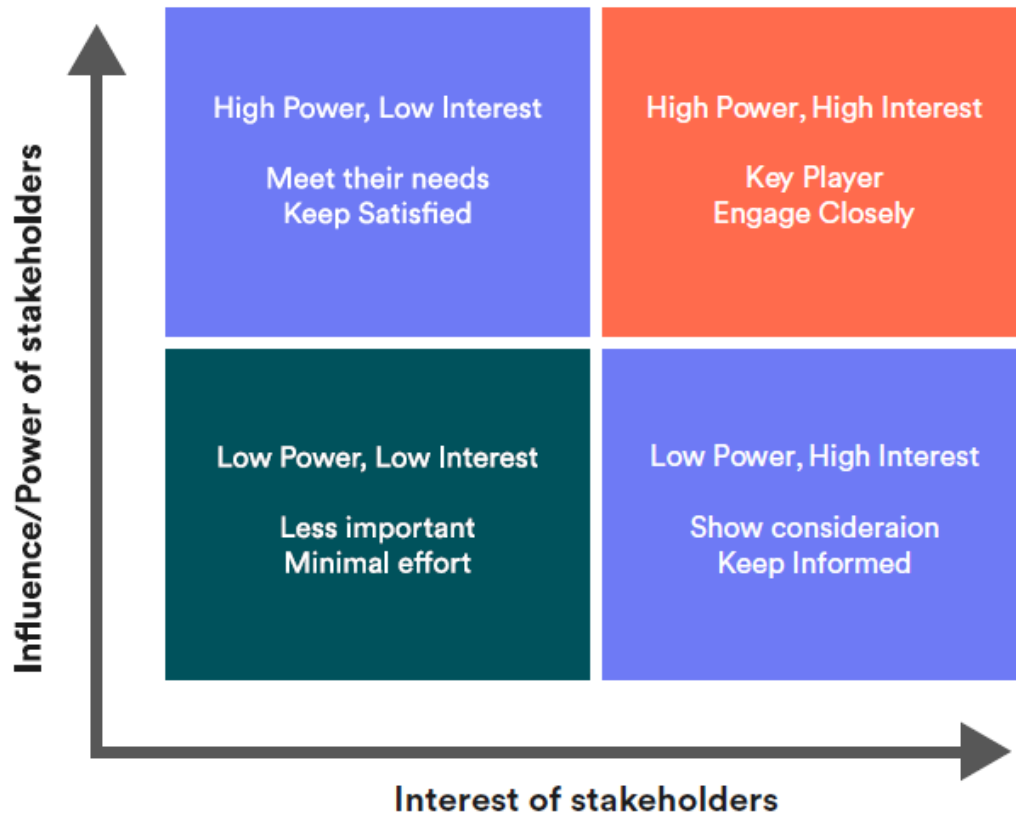 Influence/Power of stakeholders
High Power, Low Interest
Meet their needs
Keep Satisfied
High Power, High Interest
Key Player
Engage Closely
Low Power, Low Interest
Less important
Minimal effort
Low Power, High Interest
Show consideraion
Keep Informed
Interest of stakeholders